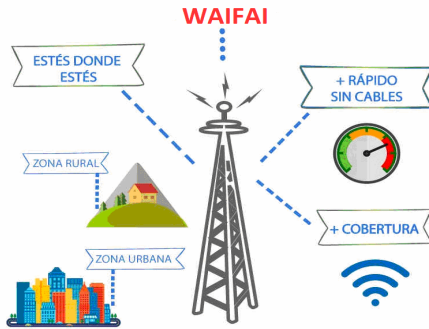 WAIFAI
ESTÉS DONDE
ESTÉS
+ RÁPIDO
SIN CABLES
ZONA RURAL
+ COBERTURA
ZONA URBANA